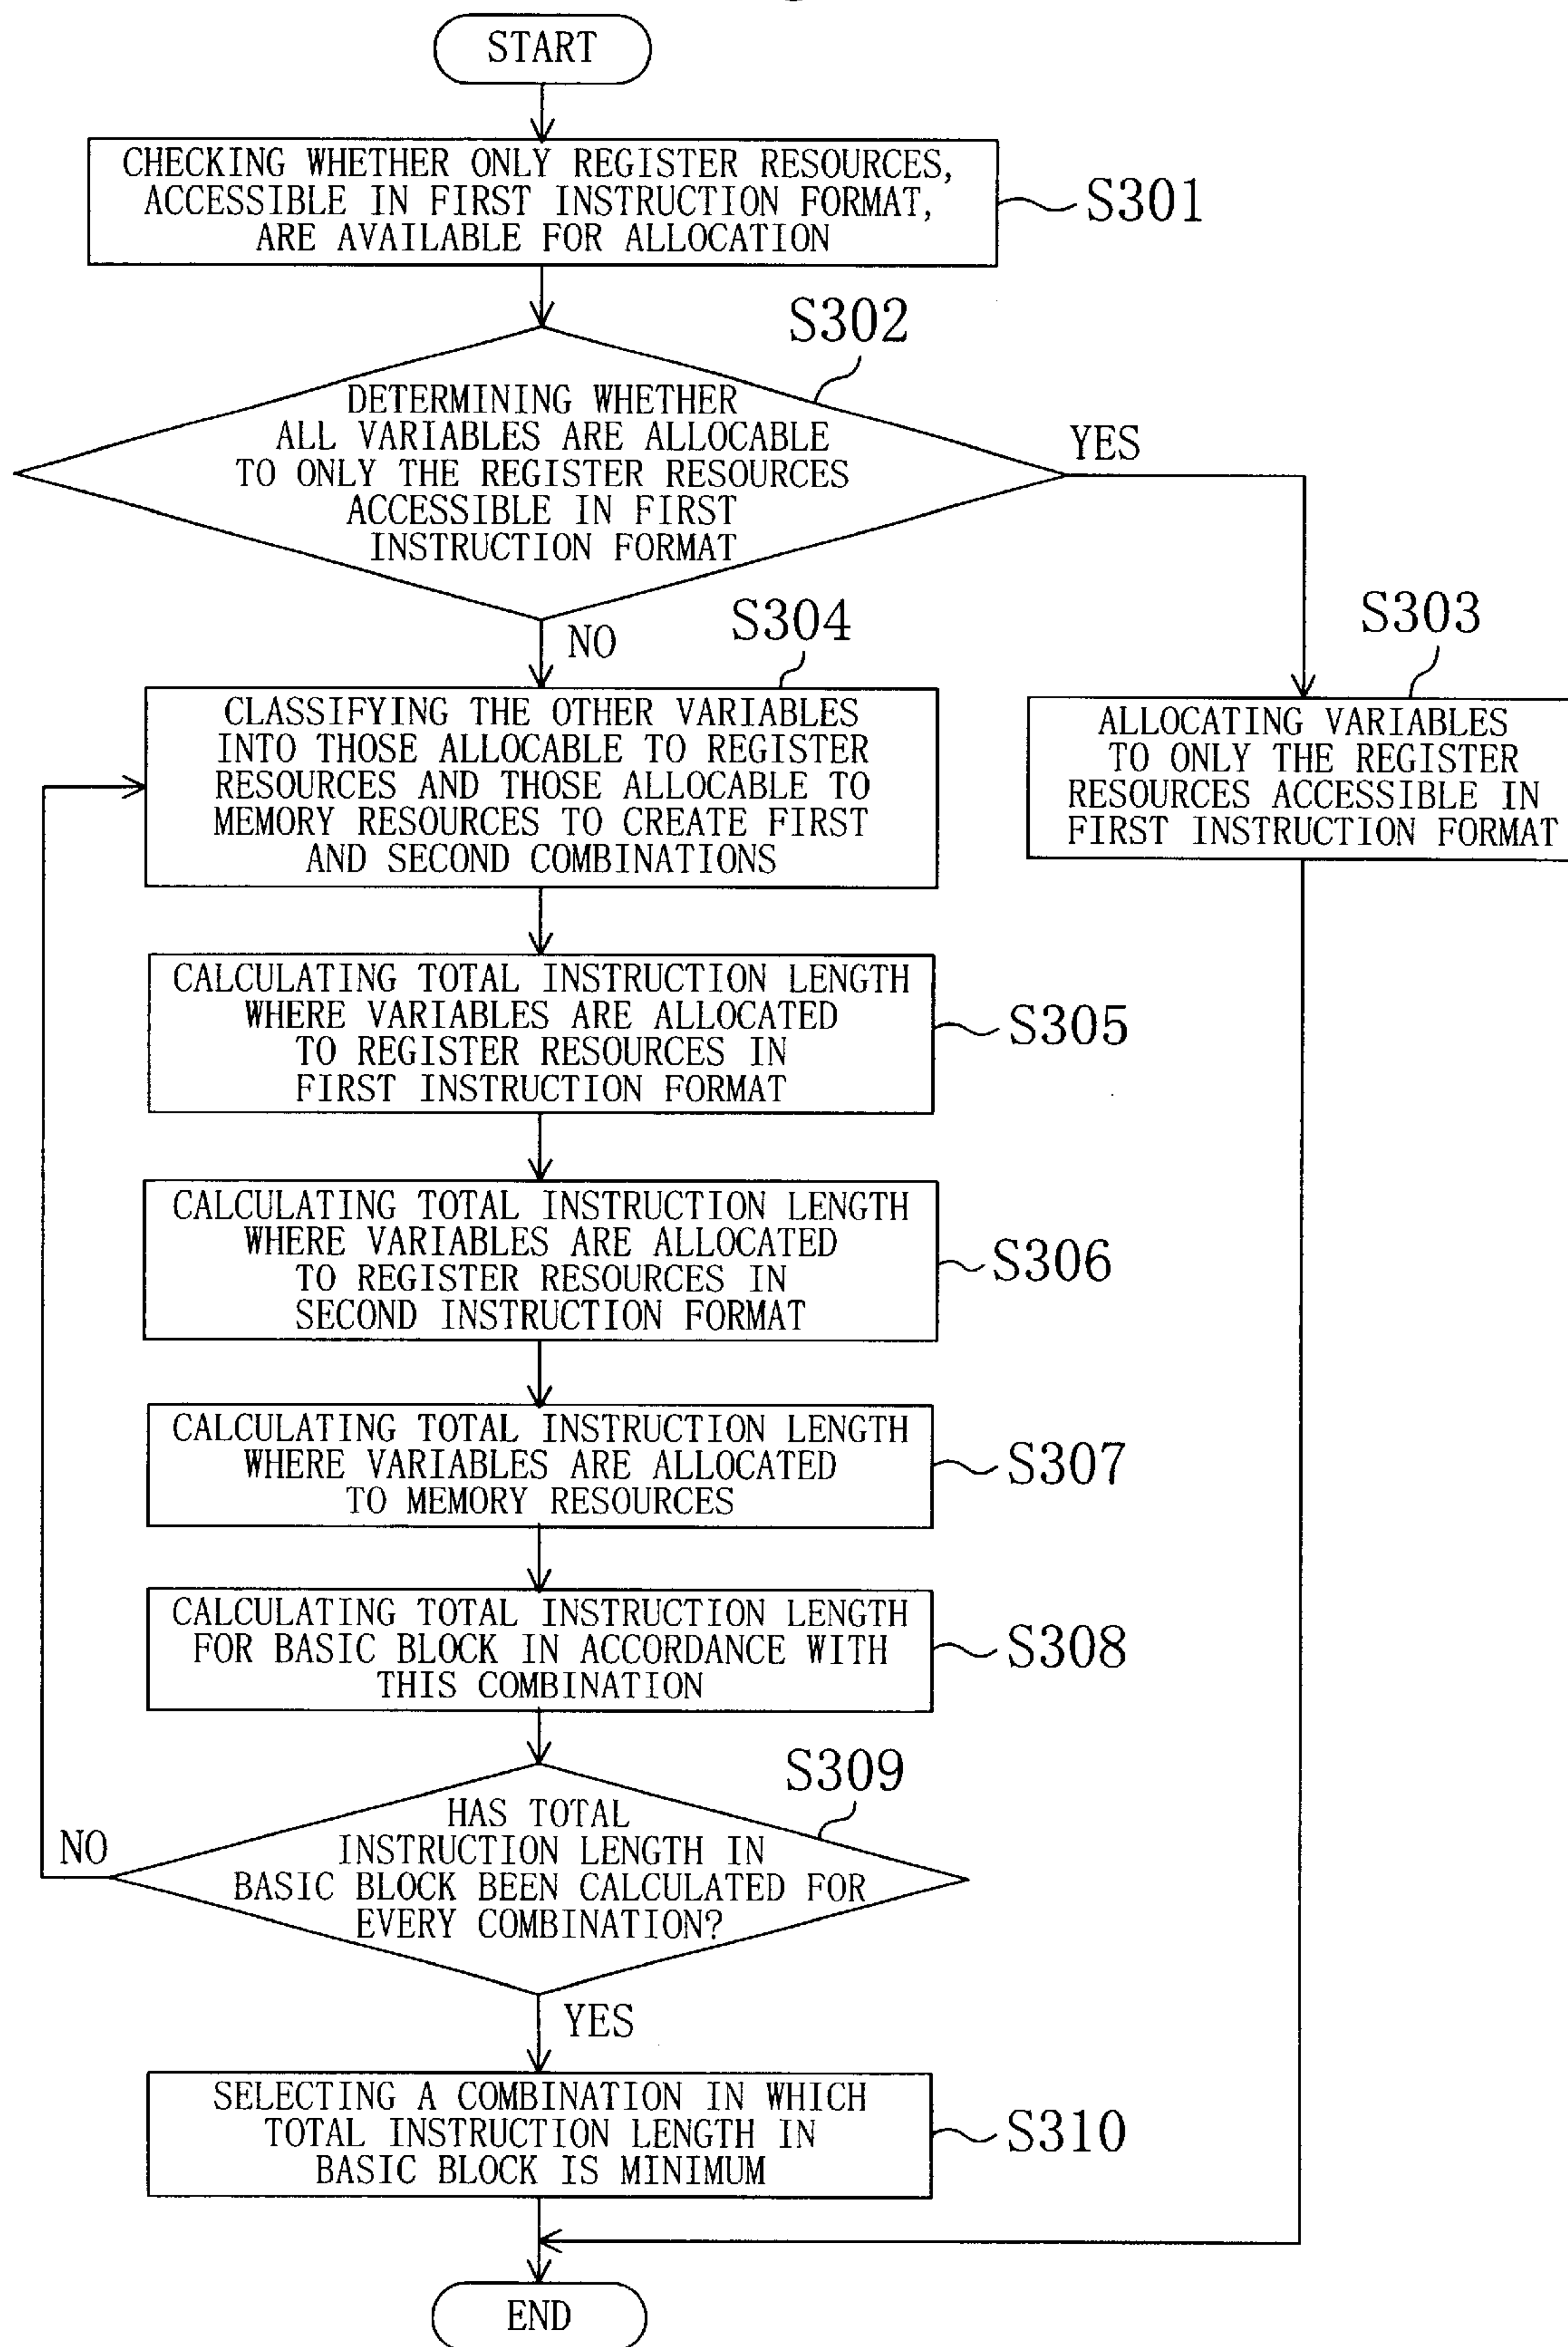 START
CHECKING WHETHER ONLY REGISTER RESOURCES,
ACCESSIBLE IN FIRST INSTRUCTION FORMAT,
ARE AVAILABLE FOR ALLOCATION
S301
S302
DETERMINING WHETHER
ALL VARIABLES ARE ALLOCABLE
TO ONLY THE REGISTER RESOURCES
ACCESSIBLE IN FIRST
INSTRUCTION FORMAT
YES
NO
S304
CLASSIFYING THE OTHER VARIABLES
INTO THOSE ALLOCABLE TO REGISTER
RESOURCES AND THOSE ALLOCABLE TO
MEMORY RESOURCES TO CREATE FIRST
AND SECOND COMBINATIONS
S303
ALLOCATING VARIABLES
TO ONLY THE REGISTER
RESOURCES ACCESSIBLE IN
FIRST INSTRUCTION FORMAT
CALCULATING TOTAL INSTRUCTION LENGTH
WHERE VARIABLES ARE ALLOCATED
TO REGISTER RESOURCES IN
FIRST INSTRUCTION FORMAT
S305
CALCULATING TOTAL INSTRUCTION LENGTH
WHERE VARIABLES ARE ALLOCATED
TO REGISTER RESOURCES IN
SECOND INSTRUCTION FORMAT
S306
CALCULATING TOTAL INSTRUCTION LENGTH
WHERE VARIABLES ARE ALLOCATED
TO MEMORY RESOURCES
S307
CALCULATING TOTAL INSTRUCTION LENGTH
FOR BASIC BLOCK IN ACCORDANCE WITH
THIS COMBINATION
S308
S309
HAS TOTAL
INSTRUCTION LENGTH IN
BASIC BLOCK BEEN CALCULATED FOR
EVERY COMBINATION?
NO
YES
SELECTING A COMBINATION IN WHICH
TOTAL INSTRUCTION LENGTH IN
BASIC BLOCK IS MINIMUM
S310
END